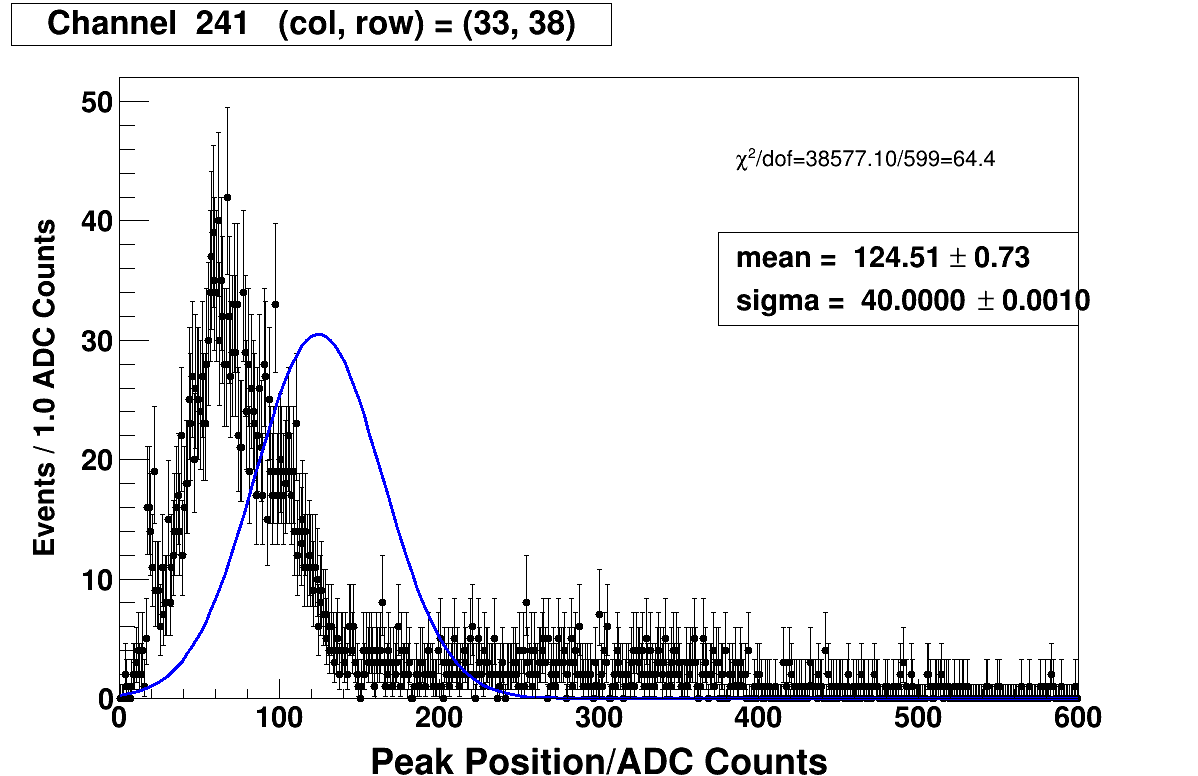 Channel 241 (col, row) = (33, 38)
χ²/dof=38577.10/599=64.4
mean = 124.51 ± 0.73
sigma = 40.0000 ± 0.0010
Events / 1.0 ADC Counts
50
40
30
20
10
0
0 100 200 300 400 500 600
Peak Position/ADC Counts